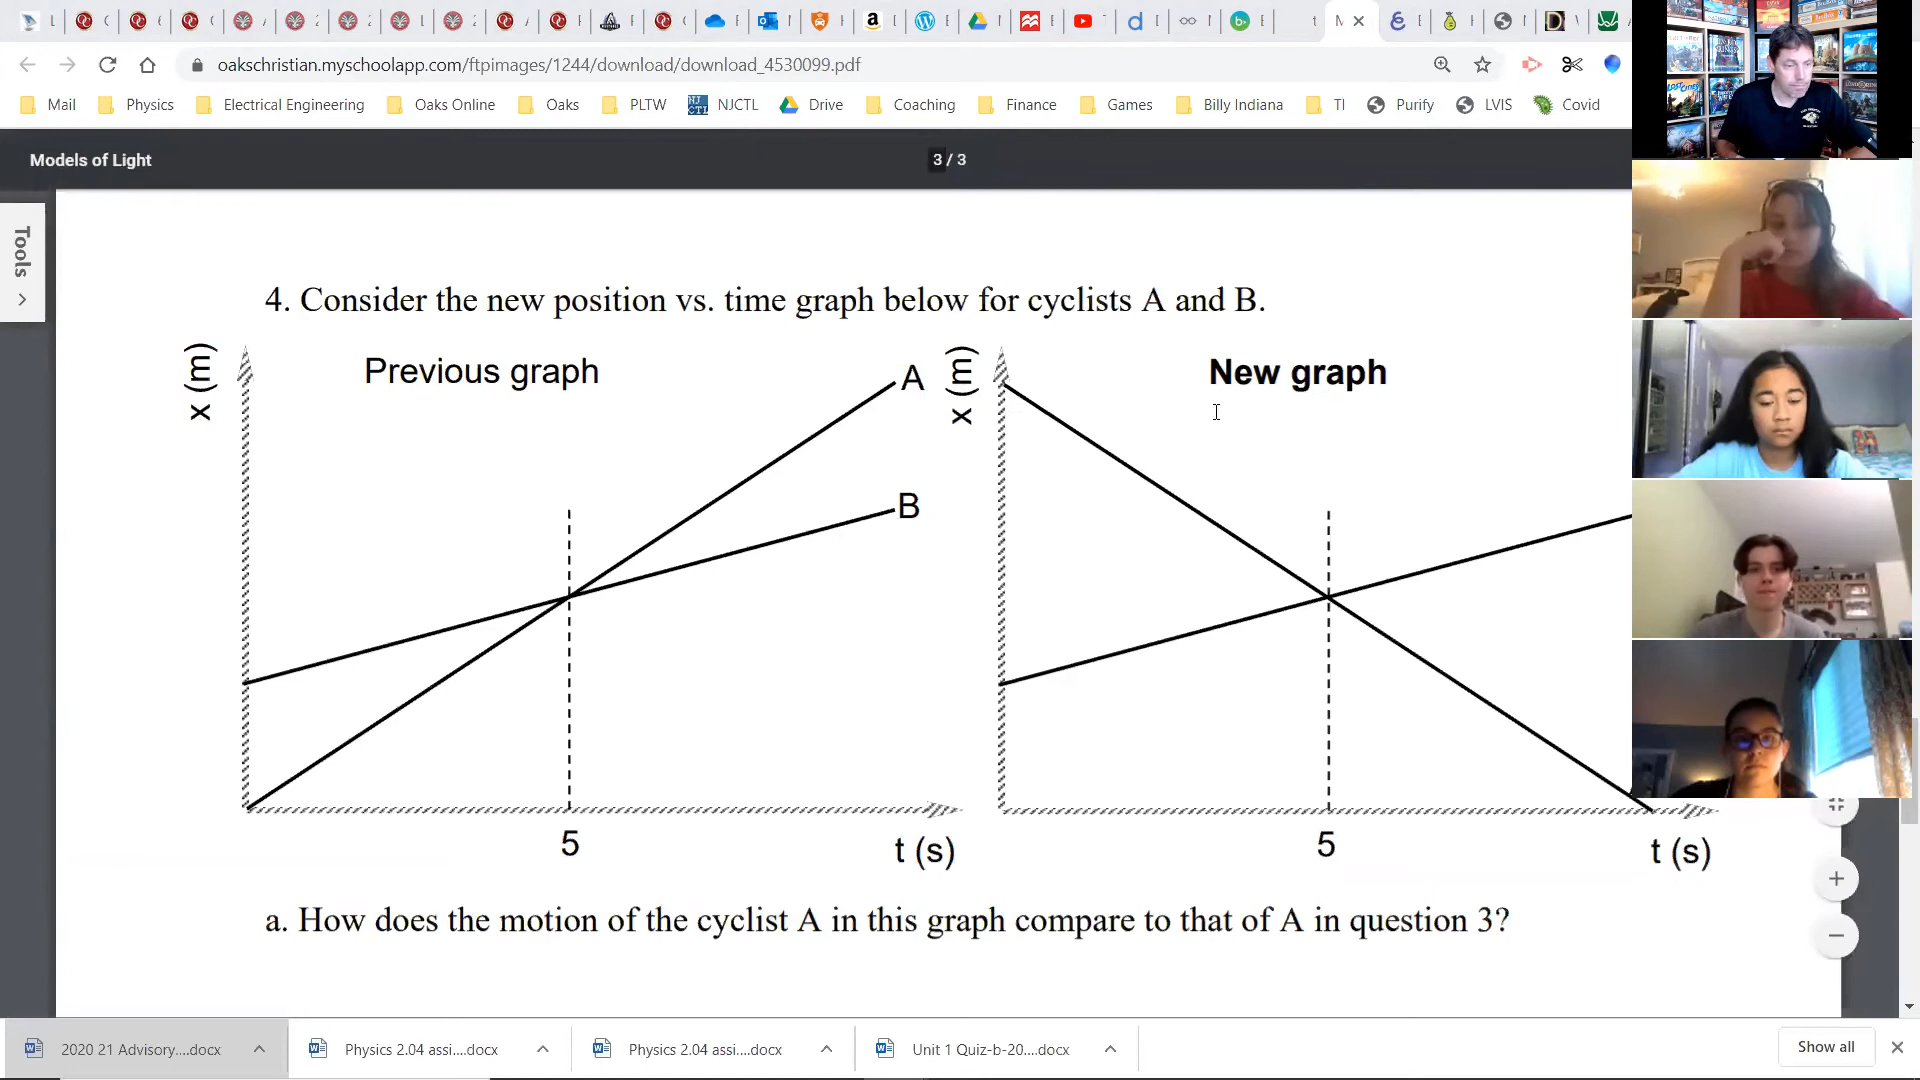 oakschristian.myschoolapp.com/ftpimages/1244/download/download_4530099.pdf
Mail Physics Electrical Engineering Oaks Online Oaks PLTW NJCTL Drive Coaching Finance Games Billy Indiana TI Purify LVIS Covid
Models of Light 3 / 3
Tools
4. Consider the new position vs. time graph below for cyclists A and B.
x (m) Previous graph A x (m) New graph
B
5 t (s) 5 t (s)
a. How does the motion of the cyclist A in this graph compare to that of A in question 3?
2020 21 Advisory....docx Physics 2.04 assi....docx Physics 2.04 assi....docx Unit 1 Quiz-b-20....docx Show all